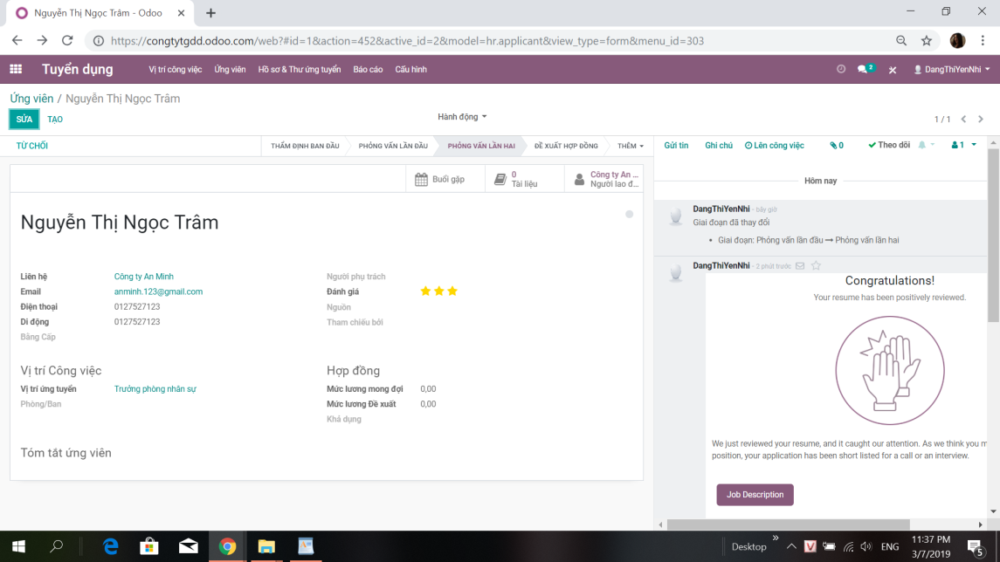 Nguyễn Thị Ngọc Trâm - Odoo
https://congtytgdd.odoo.com/web?#id=1&action=452&active_id=2&model=hr.applicant&view_type=form&menu_id=303
Tuyển dụng Vị trí công việc Ứng viên Hồ sơ & Thư ứng tuyển Báo cáo Cấu hình 2 DangThiYenNhi
Ứng viên / Nguyễn Thị Ngọc Trâm
SỬA TẠO Hành động 1 / 1
TỪ CHỐI THẨM ĐỊNH BAN ĐẦU PHỎNG VẤN LẦN ĐẦU PHỎNG VẤN LẦN HAI ĐỀ XUẤT HỢP ĐỒNG THÊM
Gửi tin Ghi chú Lên công việc 0 Theo dõi 1
Buổi gặp
0
Tài liệu
Công ty An ...
Người lao đ...
Nguyễn Thị Ngọc Trâm
Liên hệ Công ty An Minh
Email anminh.123@gmail.com
Điện thoại 0127527123
Di động 0127527123
Bằng Cấp
Người phụ trách
Đánh giá
Nguồn
Tham chiếu bởi
Vị trí Công việc
Vị trí ứng tuyển Trưởng phòng nhân sự
Phòng/Ban
Hợp đồng
Mức lương mong đợi 0,00
Mức lương Đề xuất 0,00
Khả dụng
Tóm tắt ứng viên
Hôm nay
DangThiYenNhi - bây giờ
Giai đoạn đã thay đổi
• Giai đoạn: Phỏng vấn lần đầu → Phỏng vấn lần hai
DangThiYenNhi - 2 phút trước
Congratulations!
Your resume has been positively reviewed.
We just reviewed your resume, and it caught our attention. As we think you m
position, your application has been short listed for a call or an interview.
Job Description
Desktop » V ENG
11:37 PM
3/7/2019
5